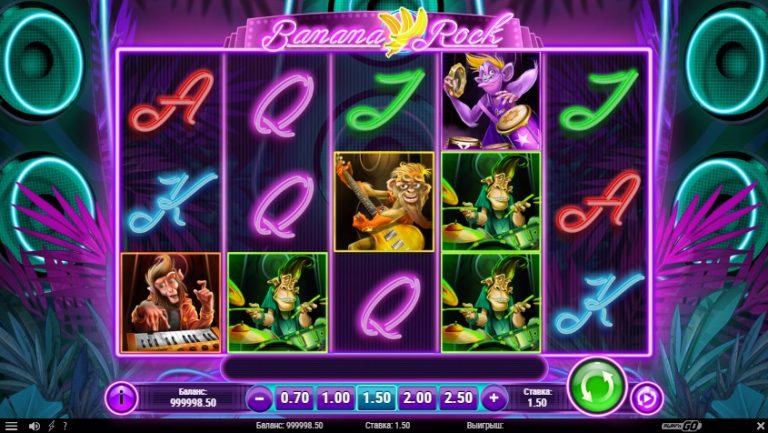 Banana Rock
A Q J J
K Q A
Q K
i
Баланс:
999998.50
− 0.70 1.00 1.50 2.00 2.50 +
Ставка:
1.50
? Баланс: 999998.50 Ставка: 1.50 Выигрыш: PLAY'N GO